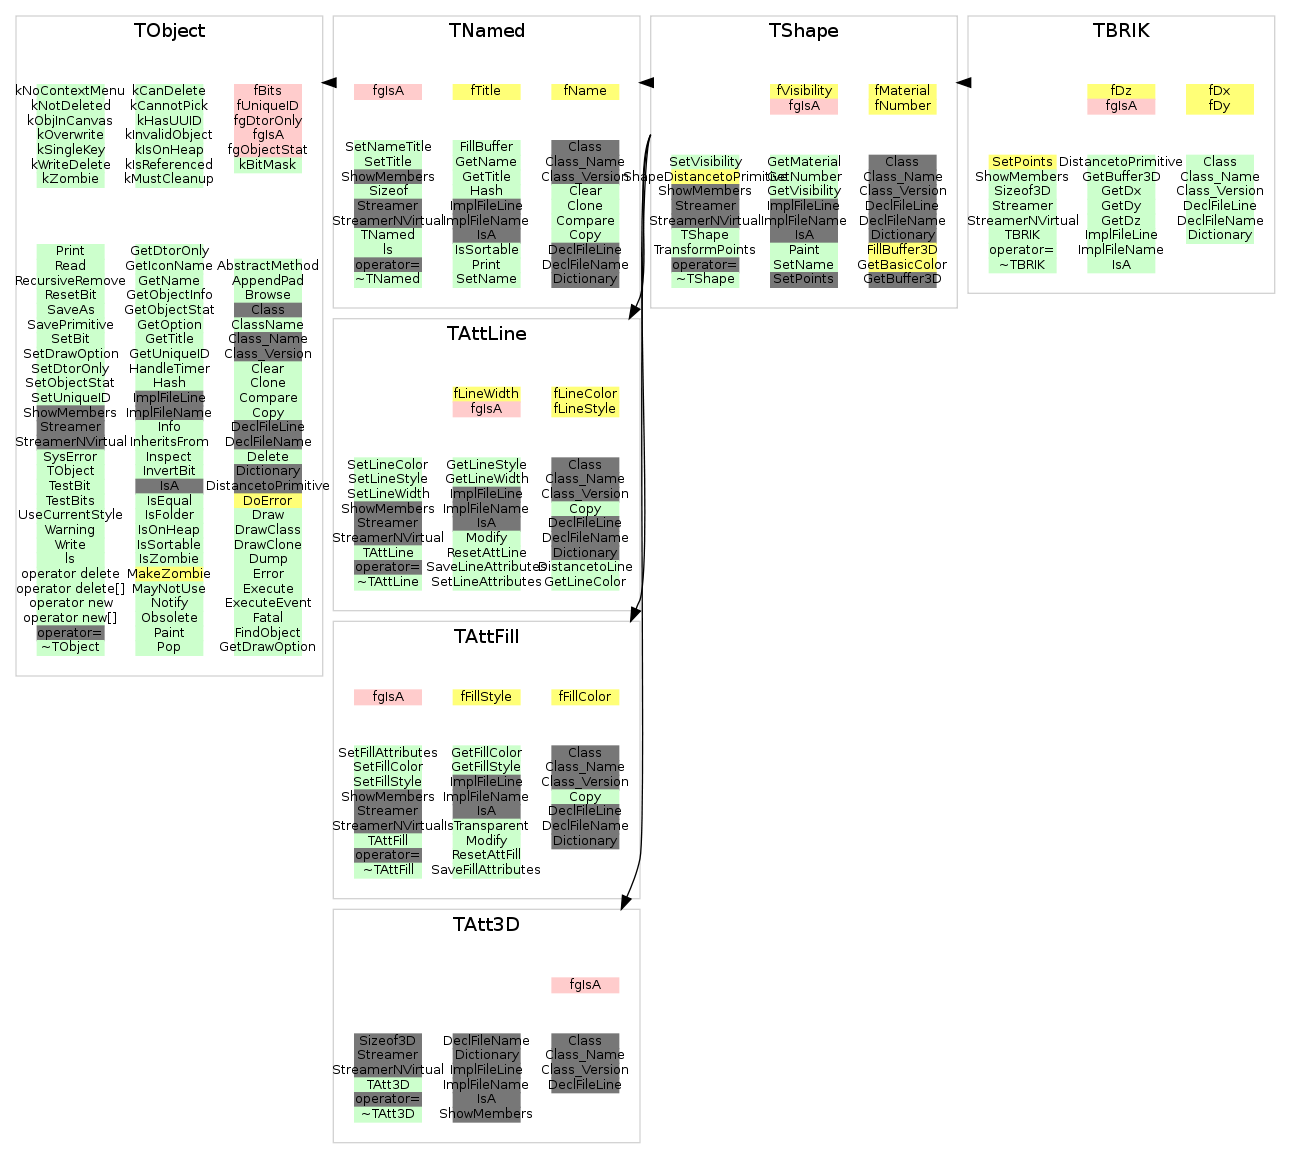 TObject
kNoContextMenu kCanDelete fBits
kNotDeleted kCannotPick fUniqueID
kObjInCanvas kHasUUID fgDtorOnly
kOverwrite kInvalidObject fgIsA
kSingleKey kIsOnHeap fgObjectStat
kWriteDelete kIsReferenced kBitMask
kZombie kMustCleanup
Print GetDtorOnly
Read GetIconName AbstractMethod
RecursiveRemove GetName AppendPad
ResetBit GetObjectInfo Browse
SaveAs GetObjectStat Class
SavePrimitive GetOption ClassName
SetBit GetTitle Class_Name
SetDrawOption GetUniqueID Class_Version
SetDtorOnly HandleTimer Clear
SetObjectStat Hash Clone
SetUniqueID ImplFileLine Compare
ShowMembers ImplFileName Copy
Streamer Info DeclFileLine
StreamerNVirtual InheritsFrom DeclFileName
SysError Inspect Delete
TObject InvertBit Dictionary
TestBit IsA DistancetoPrimitive
TestBits IsEqual DoError
UseCurrentStyle IsFolder Draw
Warning IsOnHeap DrawClass
Write IsSortable DrawClone
ls IsZombie Dump
operator delete MakeZombie Error
operator delete[] MayNotUse Execute
operator new Notify ExecuteEvent
operator new[] Obsolete Fatal
operator= Paint FindObject
~TObject Pop GetDrawOption
TNamed
fgIsA fTitle fName
SetNameTitle FillBuffer Class
SetTitle GetName Class_Name
ShowMembers GetTitle Class_Version
Sizeof Hash Clear
Streamer ImplFileLine Clone
StreamerNVirtual ImplFileName Compare
TNamed IsA Copy
ls IsSortable DeclFileLine
operator= Print DeclFileName
~TNamed SetName Dictionary
TAttLine
fLineWidth fLineColor
fgIsA fLineStyle
SetLineColor GetLineStyle Class
SetLineStyle GetLineWidth Class_Name
SetLineWidth ImplFileLine Class_Version
ShowMembers ImplFileName Copy
Streamer IsA DeclFileLine
StreamerNVirtual Modify DeclFileName
TAttLine ResetAttLine Dictionary
operator= SaveLineAttributes DistancetoLine
~TAttLine SetLineAttributes GetLineColor
TAttFill
fgIsA fFillStyle fFillColor
SetFillAttributes GetFillColor Class
SetFillColor GetFillStyle Class_Name
SetFillStyle ImplFileLine Class_Version
ShowMembers ImplFileName Copy
Streamer IsA DeclFileLine
StreamerNVirtual IsTransparent DeclFileName
TAttFill Modify Dictionary
operator= ResetAttFill
~TAttFill SaveFillAttributes
TAtt3D
fgIsA
Sizeof3D DeclFileName Class
Streamer Dictionary Class_Name
StreamerNVirtual ImplFileLine Class_Version
TAtt3D ImplFileName DeclFileLine
operator= IsA
~TAtt3D ShowMembers
TShape
fVisibility fMaterial
fgIsA fNumber
SetVisibility GetMaterial Class
ShapeDistancetoPrimitive GetNumber Class_Name
ShowMembers GetVisibility Class_Version
Streamer ImplFileLine DeclFileLine
StreamerNVirtual ImplFileName DeclFileName
TShape IsA Dictionary
TransformPoints Paint FillBuffer3D
operator= SetName GetBasicColor
~TShape SetPoints GetBuffer3D
TBRIK
fDz fDx
fgIsA fDy
SetPoints DistancetoPrimitive Class
ShowMembers GetBuffer3D Class_Name
Sizeof3D GetDx Class_Version
Streamer GetDy DeclFileLine
StreamerNVirtual GetDz DeclFileName
TBRIK ImplFileLine Dictionary
operator= ImplFileName
~TBRIK IsA